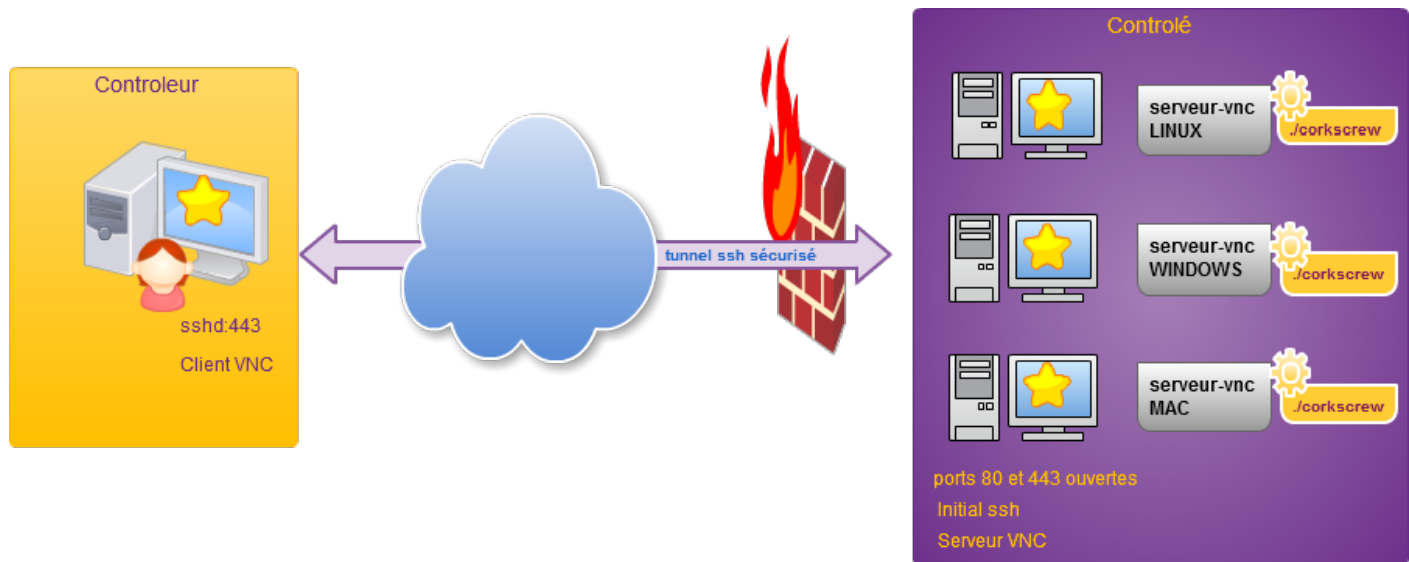 Controleur
sshd:443
Client VNC
tunnel ssh sécurisé
Controlé
serveur-vnc
LINUX
./corkscrew
serveur-vnc
WINDOWS
./corkscrew
serveur-vnc
MAC
./corkscrew
ports 80 et 443 ouvertes
Initial ssh
Serveur VNC